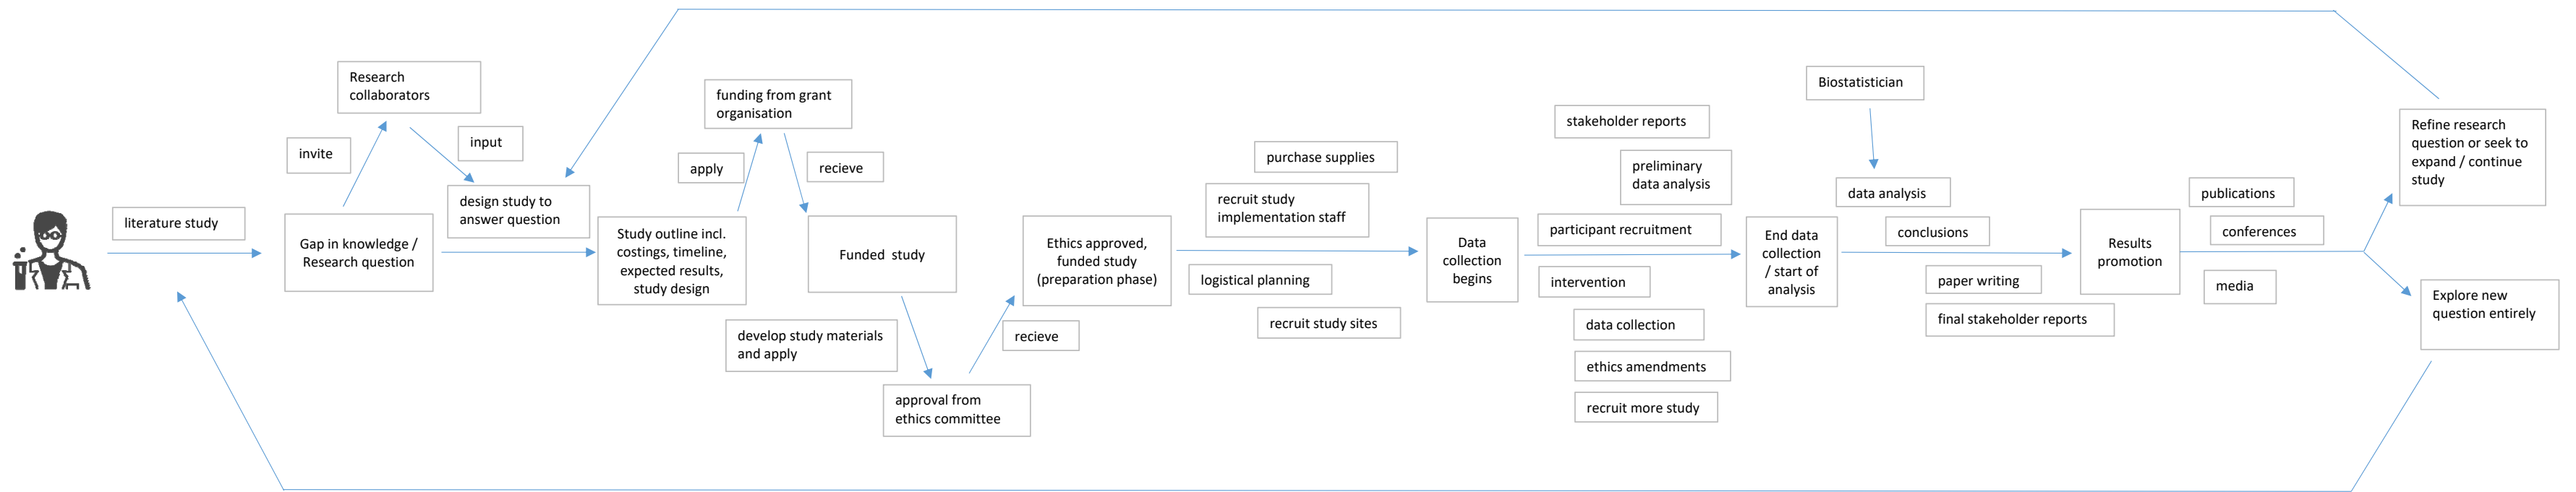 literature study
Gap in knowledge /
Research question
invite
Research
collaborators
input
design study to
answer question
Study outline incl.
costings, timeline,
expected results,
study design
apply
funding from grant
organisation
recieve
Funded study
develop study materials
and apply
approval from
ethics committee
recieve
Ethics approved,
funded study
(preparation phase)
purchase supplies
recruit study
implementation staff
logistical planning
recruit study sites
Data
collection
begins
stakeholder reports
preliminary
data analysis
participant recruitment
intervention
data collection
ethics amendments
recruit more study
End data
collection
/ start of
analysis
Biostatistician
data analysis
conclusions
paper writing
final stakeholder reports
Results
promotion
publications
conferences
media
Refine research
question or seek to
expand / continue
study
Explore new
question entirely